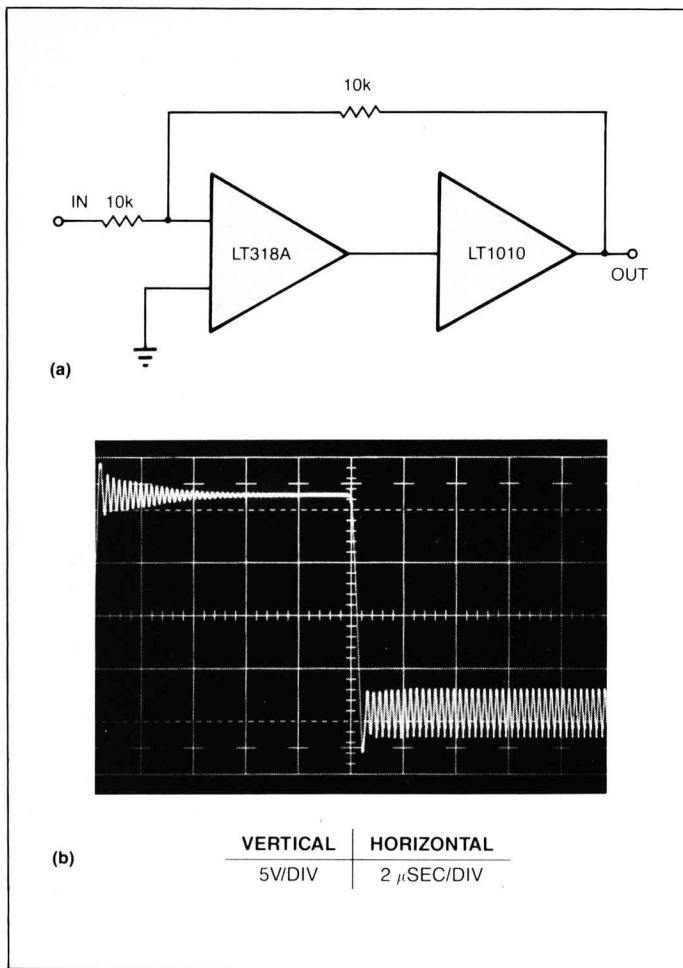 10k
IN 10k
LT318A
LT1010
OUT
(a)
(b)
VERTICAL HORIZONTAL
5V/DIV 2 μSEC/DIV